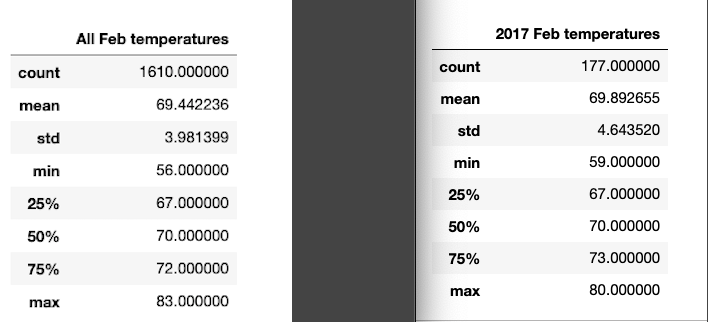 All Feb temperatures
count 1610.000000
mean 69.442236
std 3.981399
min 56.000000
25% 67.000000
50% 70.000000
75% 72.000000
max 83.000000
2017 Feb temperatures
count 177.000000
mean 69.892655
std 4.643520
min 59.000000
25% 67.000000
50% 70.000000
75% 73.000000
max 80.000000